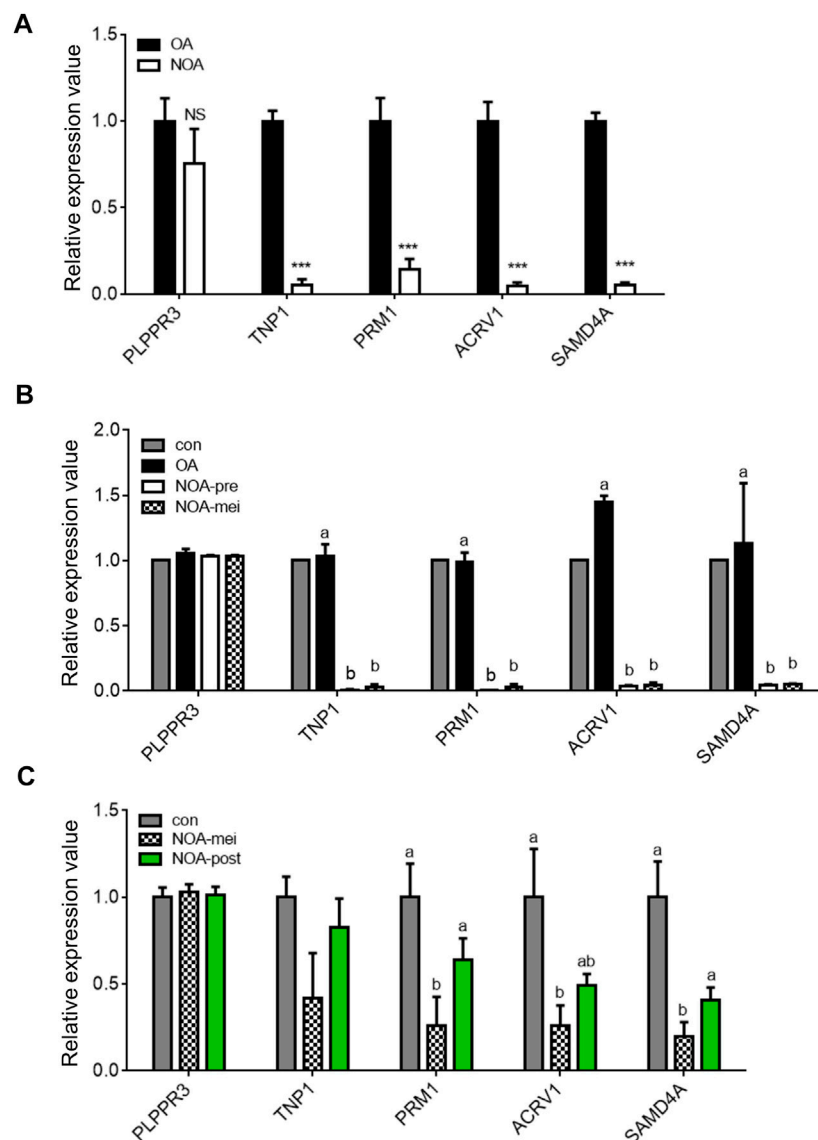 A
Relative expression value
1.5
1.0
0.5
0.0
OA
NOA
NS
***
***
***
***
PLPPR3
TNP1
PRM1
ACRV1
SAMD4A
B
Relative expression value
2.0
1.5
1.0
0.5
0.0
con
OA
NOA-pre
NOA-mei
a
b
b
a
b
b
a
b
b
a
b
b
PLPPR3
TNP1
PRM1
ACRV1
SAMD4A
C
Relative expression value
1.5
1.0
0.5
0.0
con
NOA-mei
NOA-post
a
b
a
a
b
ab
a
b
a
PLPPR3
TNP1
PRM1
ACRV1
SAMD4A